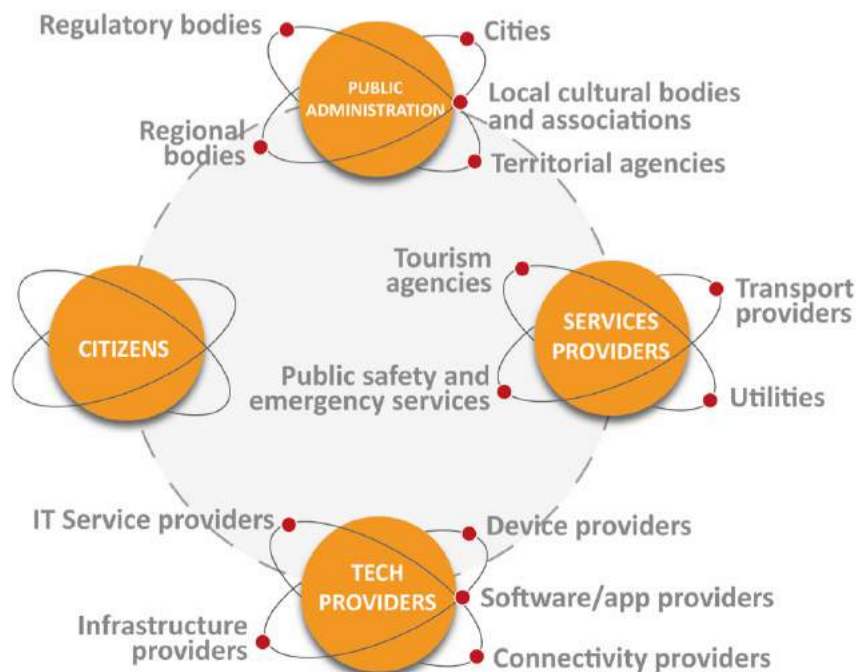 Regulatory bodies
Cities
PUBLIC
ADMINISTRATION
Local cultural bodies
and associations
Regional
bodies
Territorial agencies
Tourism
agencies
Transport
providers
CITIZENS
SERVICES
PROVIDERS
Public safety and
emergency services
Utilities
IT Service providers
Device providers
TECH
PROVIDERS
Software/app providers
Infrastructure
providers
Connectivity providers